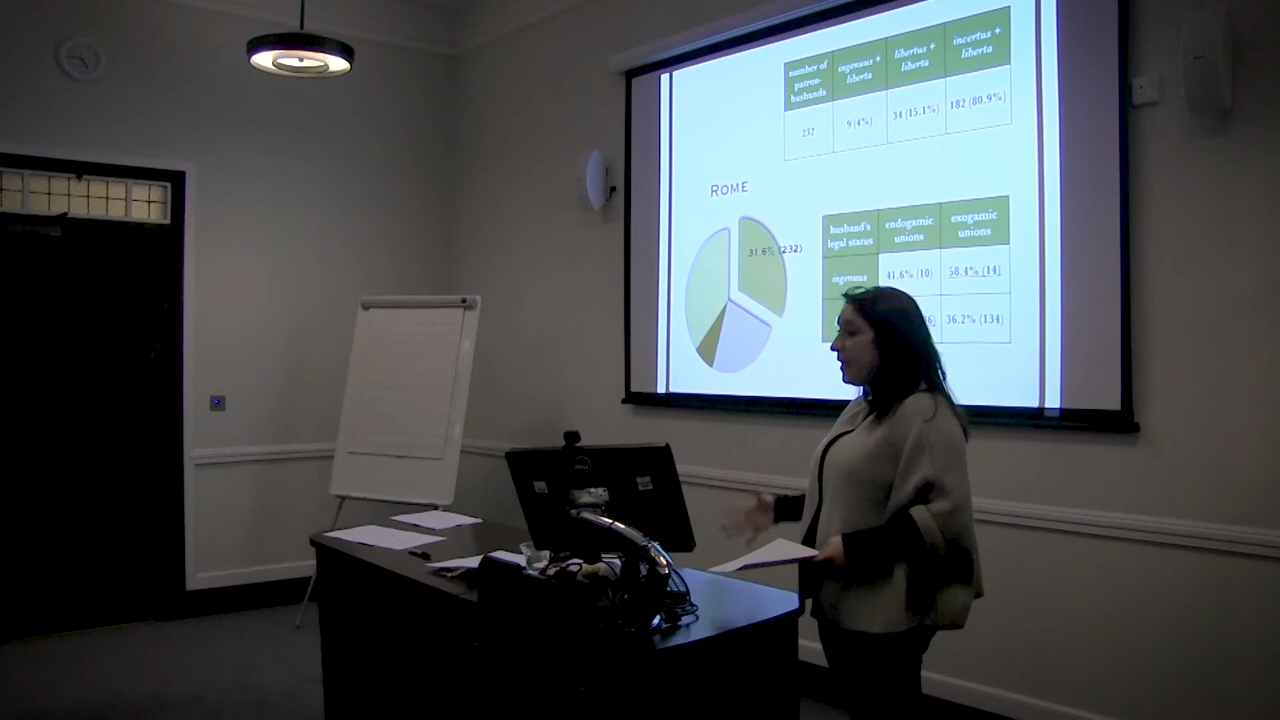 number of patron-husbands
ingenuus + liberta
libertus + liberta
incertus + liberta
232
9 (4%)
34 (15.1%)
182 (80.9%)
ROME
31.6% (232)
husband's legal status
endogamic unions
exogamic unions
ingenuus
41.6% (10)
58.4% (14)
36.2% (134)
DELL